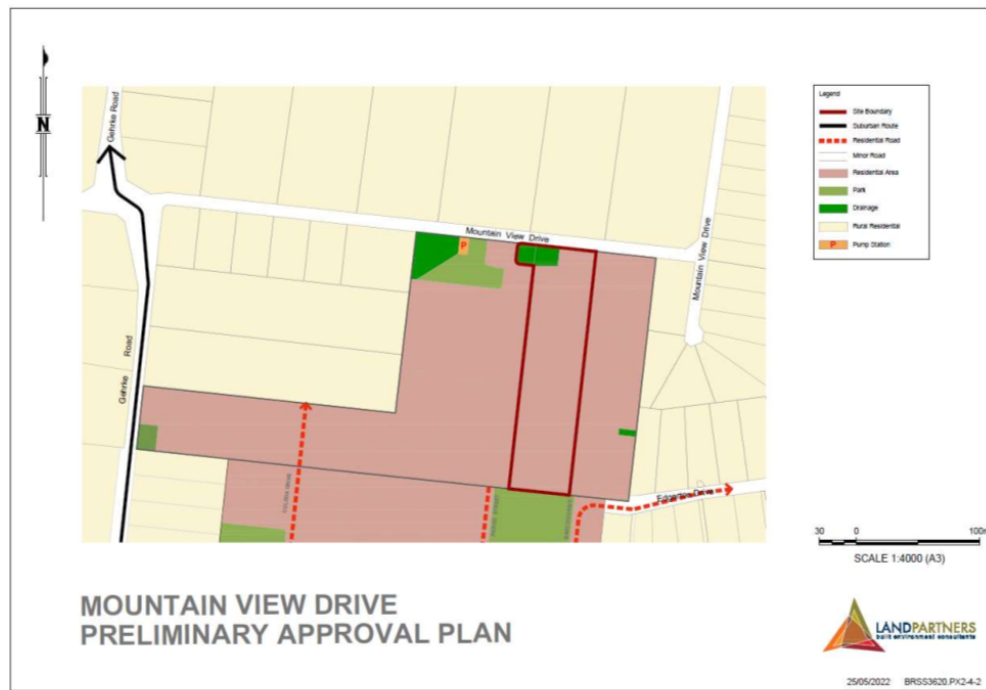 N
Gehrke Road
Mountain View Drive
Mountain View Drive
P
Gehrke Road
Edgerton Drive
Legend
Site Boundary
Suburban Route
Residential Road
Minor Road
Residential Area
Park
Drainage
Rural Residential
P Pump Station
30 0 100m
SCALE 1:4000 (A3)
MOUNTAIN VIEW DRIVE
PRELIMINARY APPROVAL PLAN
LANDPARTNERS
built environment consultants
25/05/2022 BRSS3620.PX2-4-2